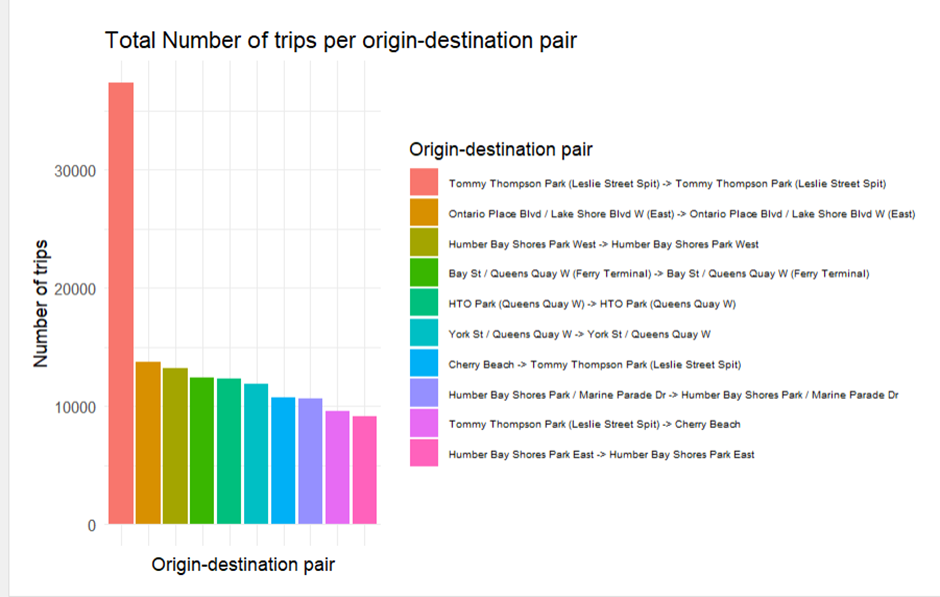 Total Number of trips per origin-destination pair
Number of trips
30000
20000
10000
0
Origin-destination pair
Origin-destination pair
Tommy Thompson Park (Leslie Street Spit) -> Tommy Thompson Park (Leslie Street Spit)
Ontario Place Blvd / Lake Shore Blvd W (East) -> Ontario Place Blvd / Lake Shore Blvd W (East)
Humber Bay Shores Park West -> Humber Bay Shores Park West
Bay St / Queens Quay W (Ferry Terminal) -> Bay St / Queens Quay W (Ferry Terminal)
HTO Park (Queens Quay W) -> HTO Park (Queens Quay W)
York St / Queens Quay W -> York St / Queens Quay W
Cherry Beach -> Tommy Thompson Park (Leslie Street Spit)
Humber Bay Shores Park / Marine Parade Dr -> Humber Bay Shores Park / Marine Parade Dr
Tommy Thompson Park (Leslie Street Spit) -> Cherry Beach
Humber Bay Shores Park East -> Humber Bay Shores Park East